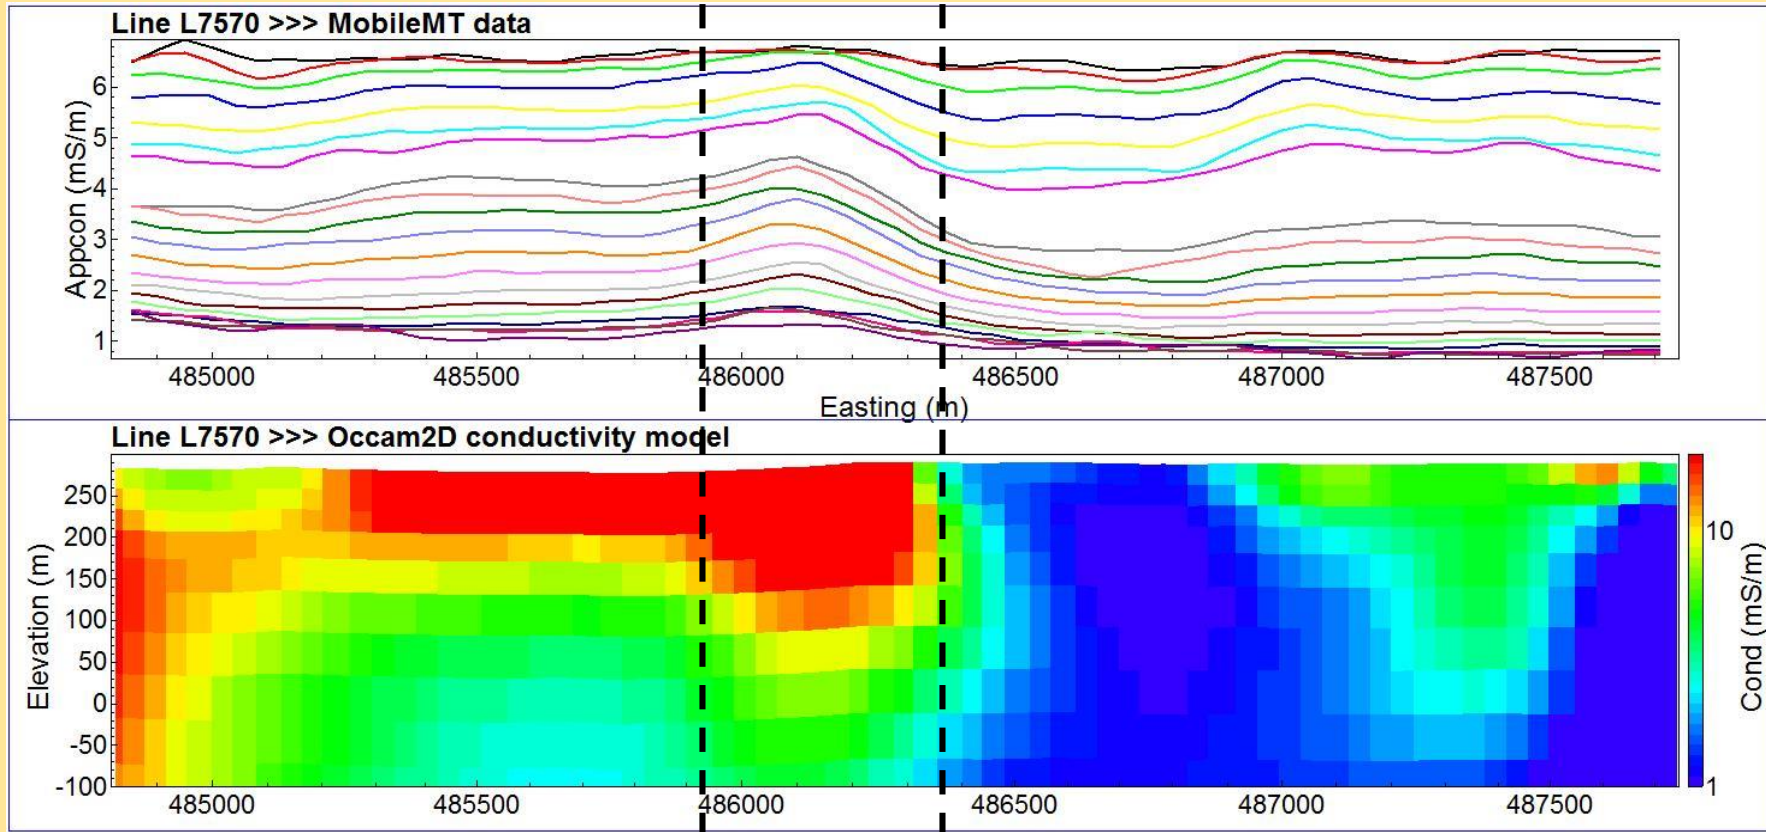 Line L7570 >>> MobileMT data
Appcon (mS/m)
6
5
4
3
2
1
485000 485500 486000 486500 487000 487500
Easting (m)
Line L7570 >>> Occam2D conductivity model
Elevation (m)
250
200
150
100
50
0
-50
-100
485000 485500 486000 486500 487000 487500
10
1
Cond (mS/m)